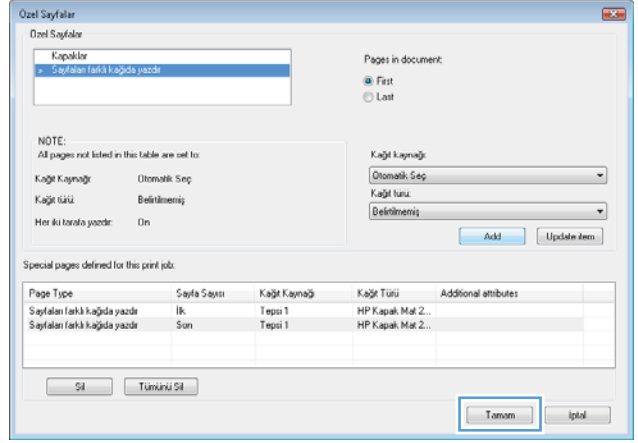 Özel Sayfalar
Özel Sayfalar
Kapaklar
» Sayfaları farklı kağıda yazdır
Pages in document:
First
Last
NOTE:
All pages not listed in this table are set to:
Kağıt Kaynağı: Otomatik Seç
Kağıt türü: Belirtilmemiş
Her iki tarafa yazdır: On
Kağıt kaynağı:
Otomatik Seç
Kağıt türü:
Belirtilmemiş
Add Update item
Special pages defined for this print job:
Page Type Sayfa Sayısı Kağıt Kaynağı Kağıt Türü Additional attributes
Sayfaları farklı kağıda yazdır İlk Tepsi 1 HP Kapak Mat 2...
Sayfaları farklı kağıda yazdır Son Tepsi 1 HP Kapak Mat 2...
Sil Tümünü Sil
Tamam İptal